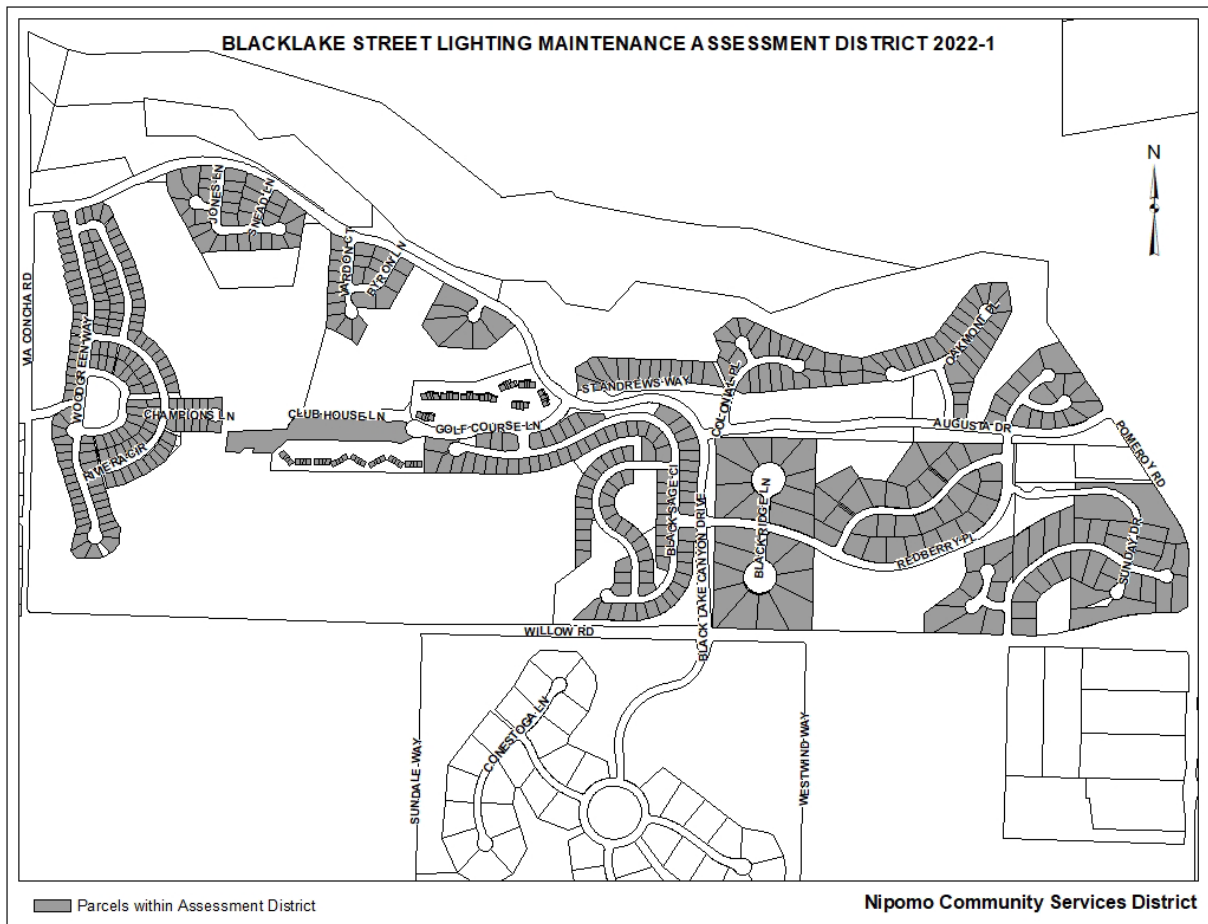 BLACKLAKE STREET LIGHTING MAINTENANCE ASSESSMENT DISTRICT 2022-1
N
JONES LN
SNEAD LN
VIA CONCHA RD
VARDON CT
BYRON LN
WOODGREEN WAY
OAKMONT PL
ST ANDREWS WAY
COLONIAL PL
CHAMPIONS LN
CLUB HOUSE LN
GOLF COURSE LN
AUGUSTA DR
POMEROY RD
RIVIERA CIR
BLACK SAGE CI
BLACK LAKE CANYON DRIVE
BLACKRIDGE LN
REDBERRY PL
SUNDAY DR
WILLOW RD
CONESTOGA LN
SUNDALE WAY
WESTWIND WAY
Parcels within Assessment District
Nipomo Community Services District